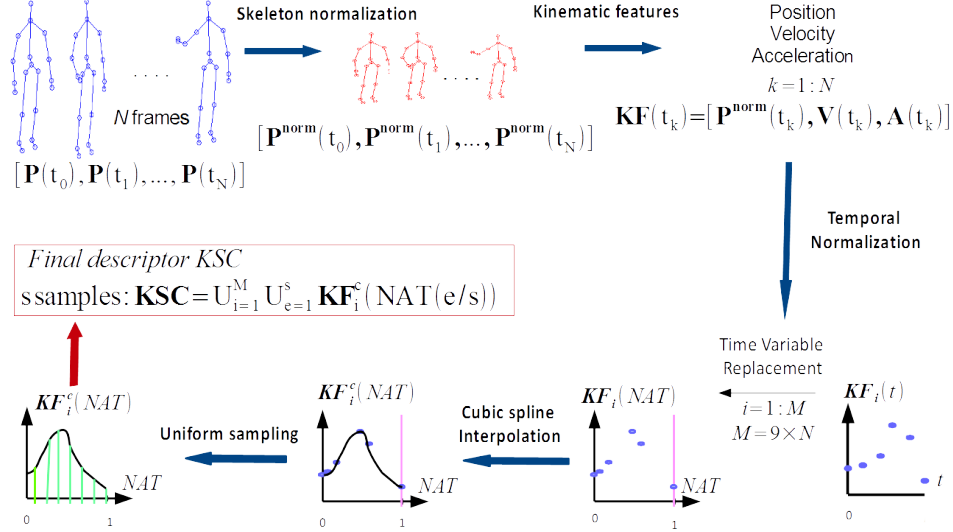 Skeleton normalization
Kinematic features
Position
Velocity
Acceleration
k=1:N
KF(t_k)=[P^norm(t_k),V(t_k),A(t_k)]
. . . .
N frames
[P(t_0),P(t_1),...,P(t_N)]
. . . .
[P^norm(t_0),P^norm(t_1),...,P^norm(t_N)]
Temporal
Normalization
Final descriptor KSC
s samples: KSC=U_{i=1}^M U_{e=1}^s KF_i^c(NAT(e/s))
Time Variable
Replacement
i=1:M
M=9×N
KF_i(t)
t
0
KF_i(NAT)
NAT
0
1
Cubic spline
Interpolation
KF_i^c(NAT)
NAT
0
1
Uniform sampling
KF_i^c(NAT)
NAT
0
1